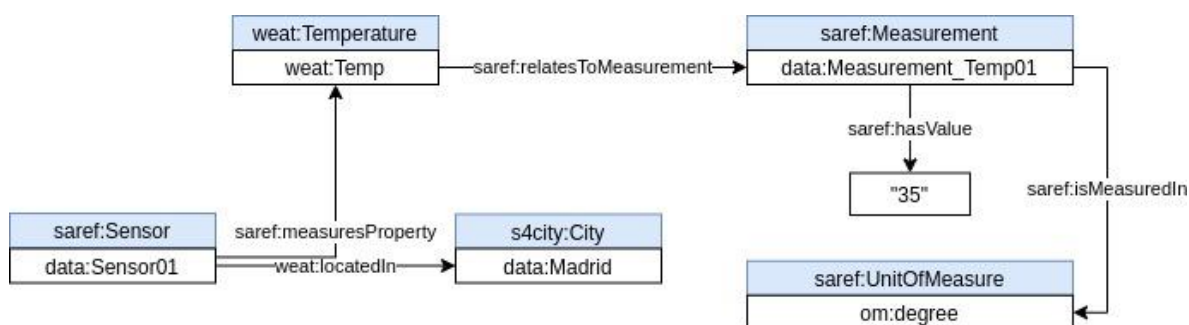 weat:Temperature
weat:Temp
saref:relatesToMeasurement
saref:Measurement
data:Measurement_Temp01
saref:hasValue
"35"
saref:isMeasuredIn
saref:Sensor
data:Sensor01
saref:measuresProperty
weat:locatedIn
s4city:City
data:Madrid
saref:UnitOfMeasure
om:degree